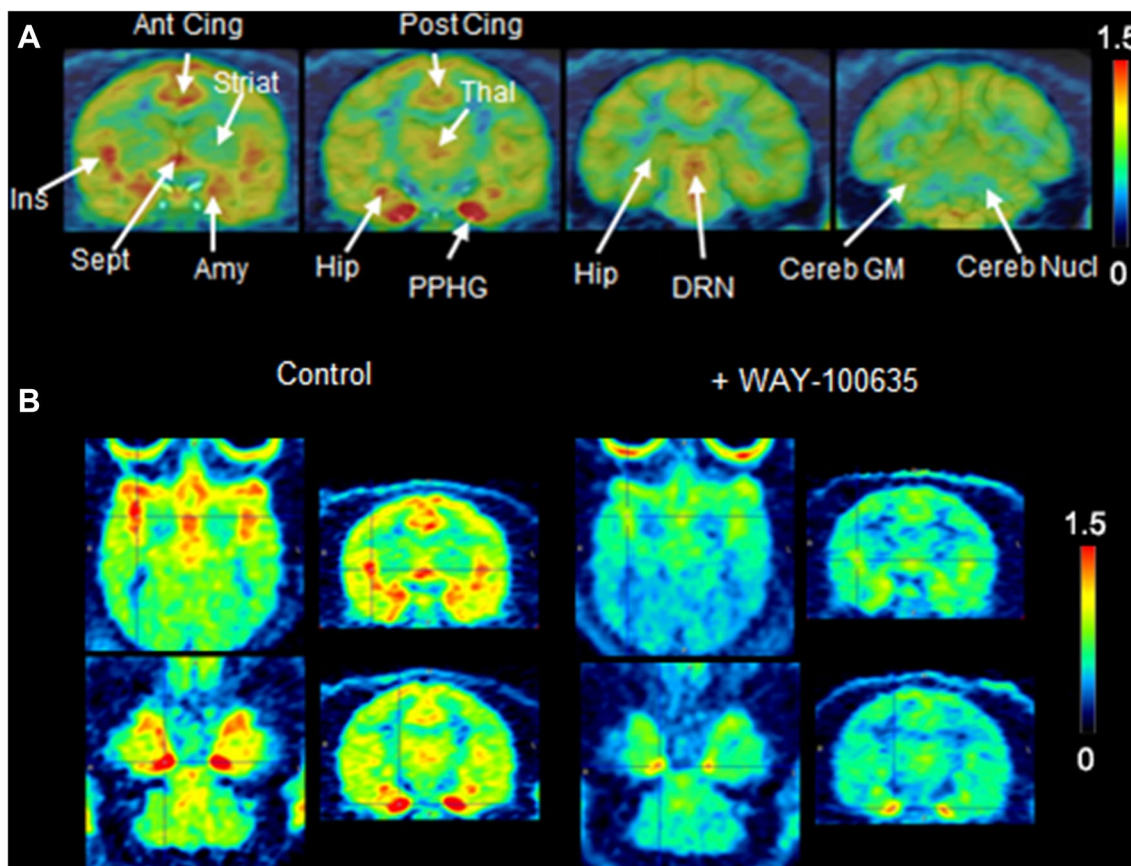 A
Ant Cing
Post Cing
1.5
Striat
Thal
Ins
Sept
Amy
Hip
PPHG
Hip
DRN
Cereb GM
Cereb Nucl
0
Control
+ WAY-100635
B
1.5
0